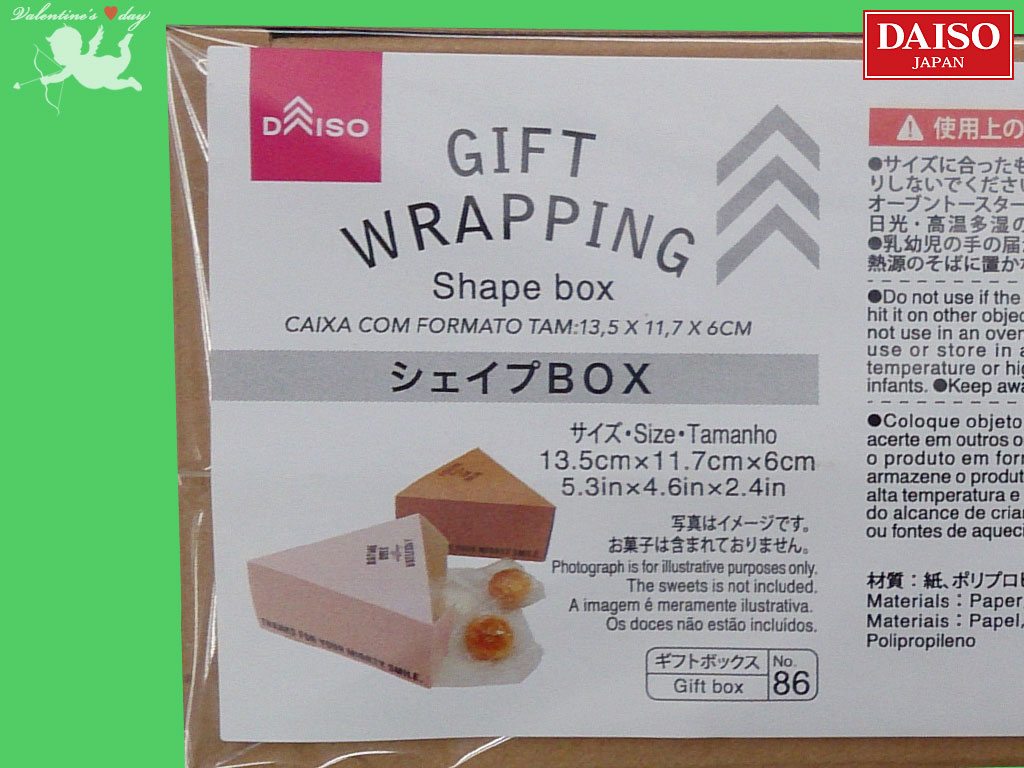 Valentine's day
DAISO
JAPAN
DAISO
GIFT
WRAPPING
Shape box
CAIXA COM FORMATO TAM:13,5 X 11,7 X 6CM
シェイプBOX
サイズ・Size・Tamanho
13.5cm×11.7cm×6cm
5.3in×4.6in×2.4in
写真はイメージです。
お菓子は含まれておりません。
Photograph is for illustrative purposes only.
The sweets is not included.
A imagem é meramente ilustrativa.
Os doces não estão incluídos.
THANKS FOR YOUR MIGHTY SMILE.
YOUR MIGHTY SMILE
ギフトボックス
Gift box
No.
86
使用上の
●サイズに合ったも
りしないでください
オーブントースター
日光・高温多湿の
●乳幼児の手の届
熱源のそばに置か
●Do not use if the
hit it on other objec
not use in an oven
use or store in a
temperature or hig
infants. ●Keep awa
●Coloque objeto
acerte em outros o
o produto em forn
armazene o produt
alta temperatura e
do alcance de crian
ou fontes de aqueci
材質：紙、ポリプロピ
Materials：Paper,
Materiais：Papel,
Polipropileno